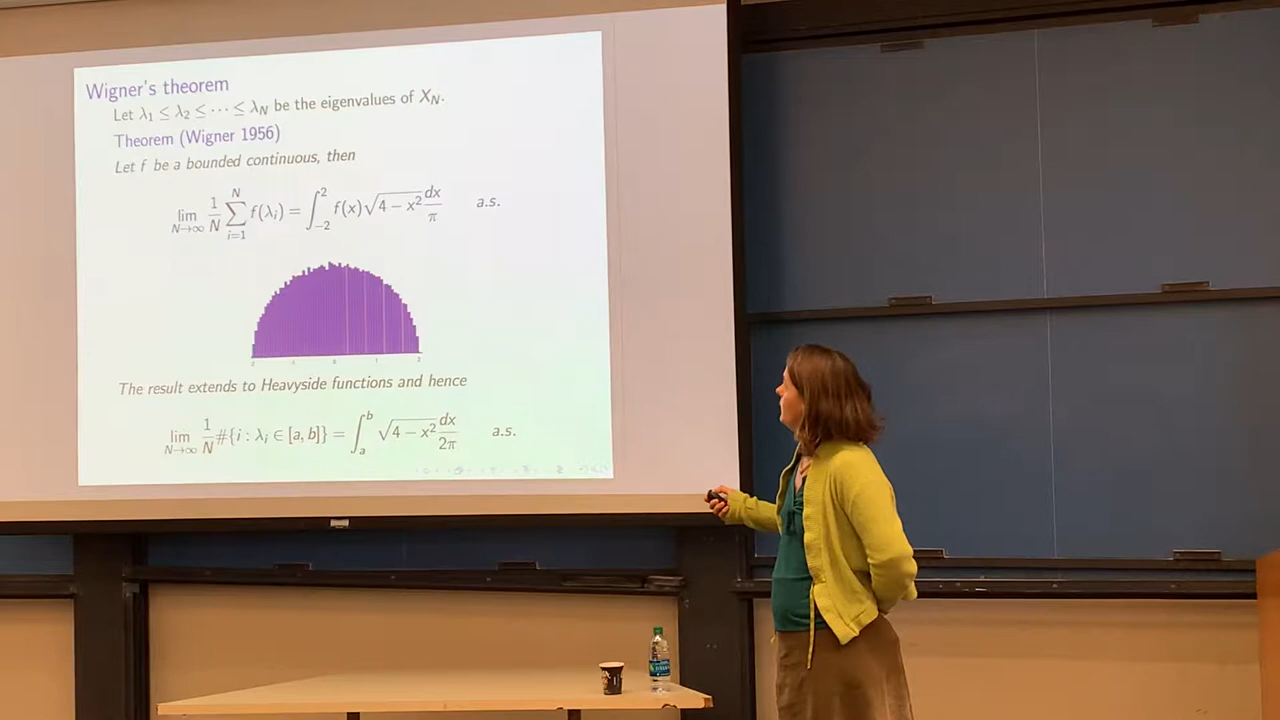 Wigner's theorem
Let λ₁ ≤ λ₂ ≤ ⋯ ≤ λ_N be the eigenvalues of X_N.
Theorem (Wigner 1956)
Let f be a bounded continuous, then
lim_{N→∞} 1/N ∑_{i=1}^{N} f(λ_i) = ∫_{-2}^{2} f(x)√(4 − x²) dx/π a.s.
The result extends to Heavyside functions and hence
lim_{N→∞} 1/N #{i : λ_i ∈ [a, b]} = ∫_a^b √(4 − x²) dx/2π a.s.